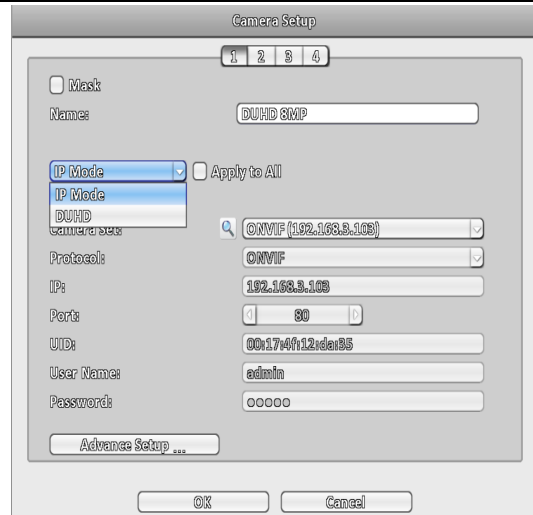 Camera Setup
1 2 3 4
Mask
Name: DUHD 8MP
IP Mode Apply to All
IP Mode
DUHD
Camera Set: ONVIF (192.168.3.103)
Protocol: ONVIF
IP: 192.168.3.103
Port: 80
UID: 00:17:4f:12:da:35
User Name: admin
Password:
Advance Setup ...
OK Cancel